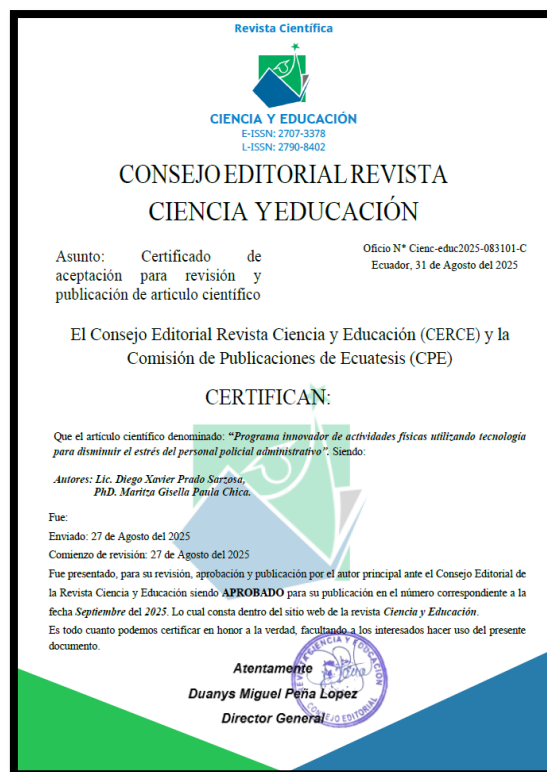 Revista Científica
CIENCIA Y EDUCACIÓN
E-ISSN: 2707-3378
L-ISSN: 2790-8402
CONSEJO EDITORIAL REVISTA
CIENCIA Y EDUCACIÓN
Asunto: Certificado de
aceptación para revisión y
publicación de articulo científico
Oficio N° Cienc-educ2025-083101-C
Ecuador, 31 de Agosto del 2025
El Consejo Editorial Revista Ciencia y Educación (CERCE) y la
Comisión de Publicaciones de Ecuatesis (CPE)
CERTIFICAN:
Que el artículo científico denominado: “Programa innovador de actividades físicas utilizando tecnología
para disminuir el estrés del personal policial administrativo”. Siendo:
Autores: Lic. Diego Xavier Prado Sarzosa,
PhD. Maritza Gisella Paula Chica.
Fue:
Enviado: 27 de Agosto del 2025
Comienzo de revisión: 27 de Agosto del 2025
Fue presentado, para su revisión, aprobación y publicación por el autor principal ante el Consejo Editorial de
la Revista Ciencia y Educación siendo APROBADO para su publicación en el número correspondiente a la
fecha Septiembre del 2025. Lo cual consta dentro del sitio web de la revista Ciencia y Educación.
Es todo cuanto podemos certificar en honor a la verdad, facultando a los interesados hacer uso del presente
documento.
Atentamente
Duanys Miguel Peña Lopez
Director General
REVISTA CIENCIA Y EDUCACIÓN
CONSEJO EDITORIAL